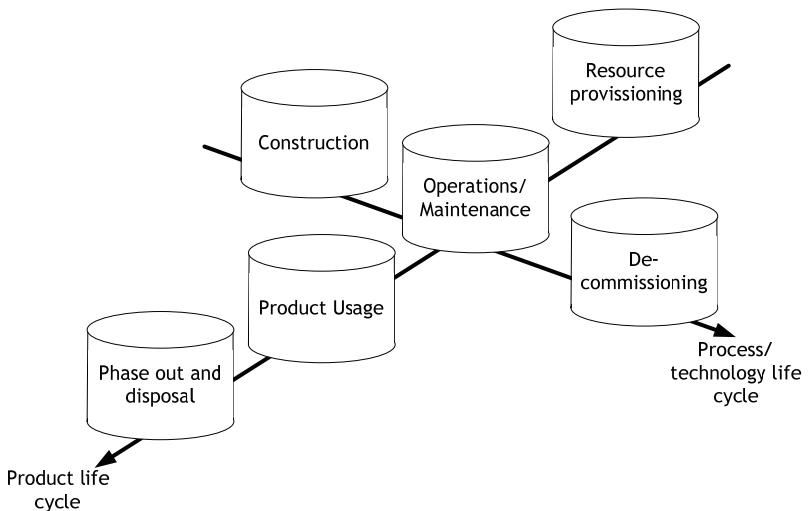 Resource
provissioning
Construction
Operations/
Maintenance
De-
commissioning
Product Usage
Process/
technology life
cycle
Phase out and
disposal
Product life
cycle